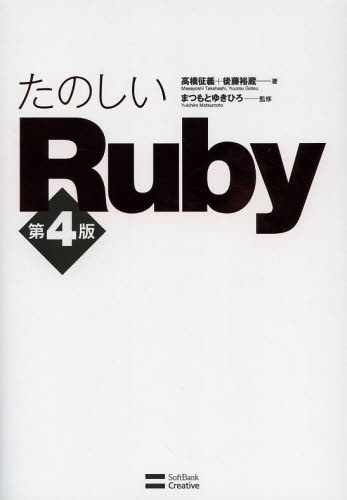 高橋征義+後藤裕蔵──著
Masayoshi Takahashi, Yuuzou Gotou
まつもとゆきひろ──監修
Yukihiro Matsumoto
たのしい
Ruby
第4版
SoftBank
Creative